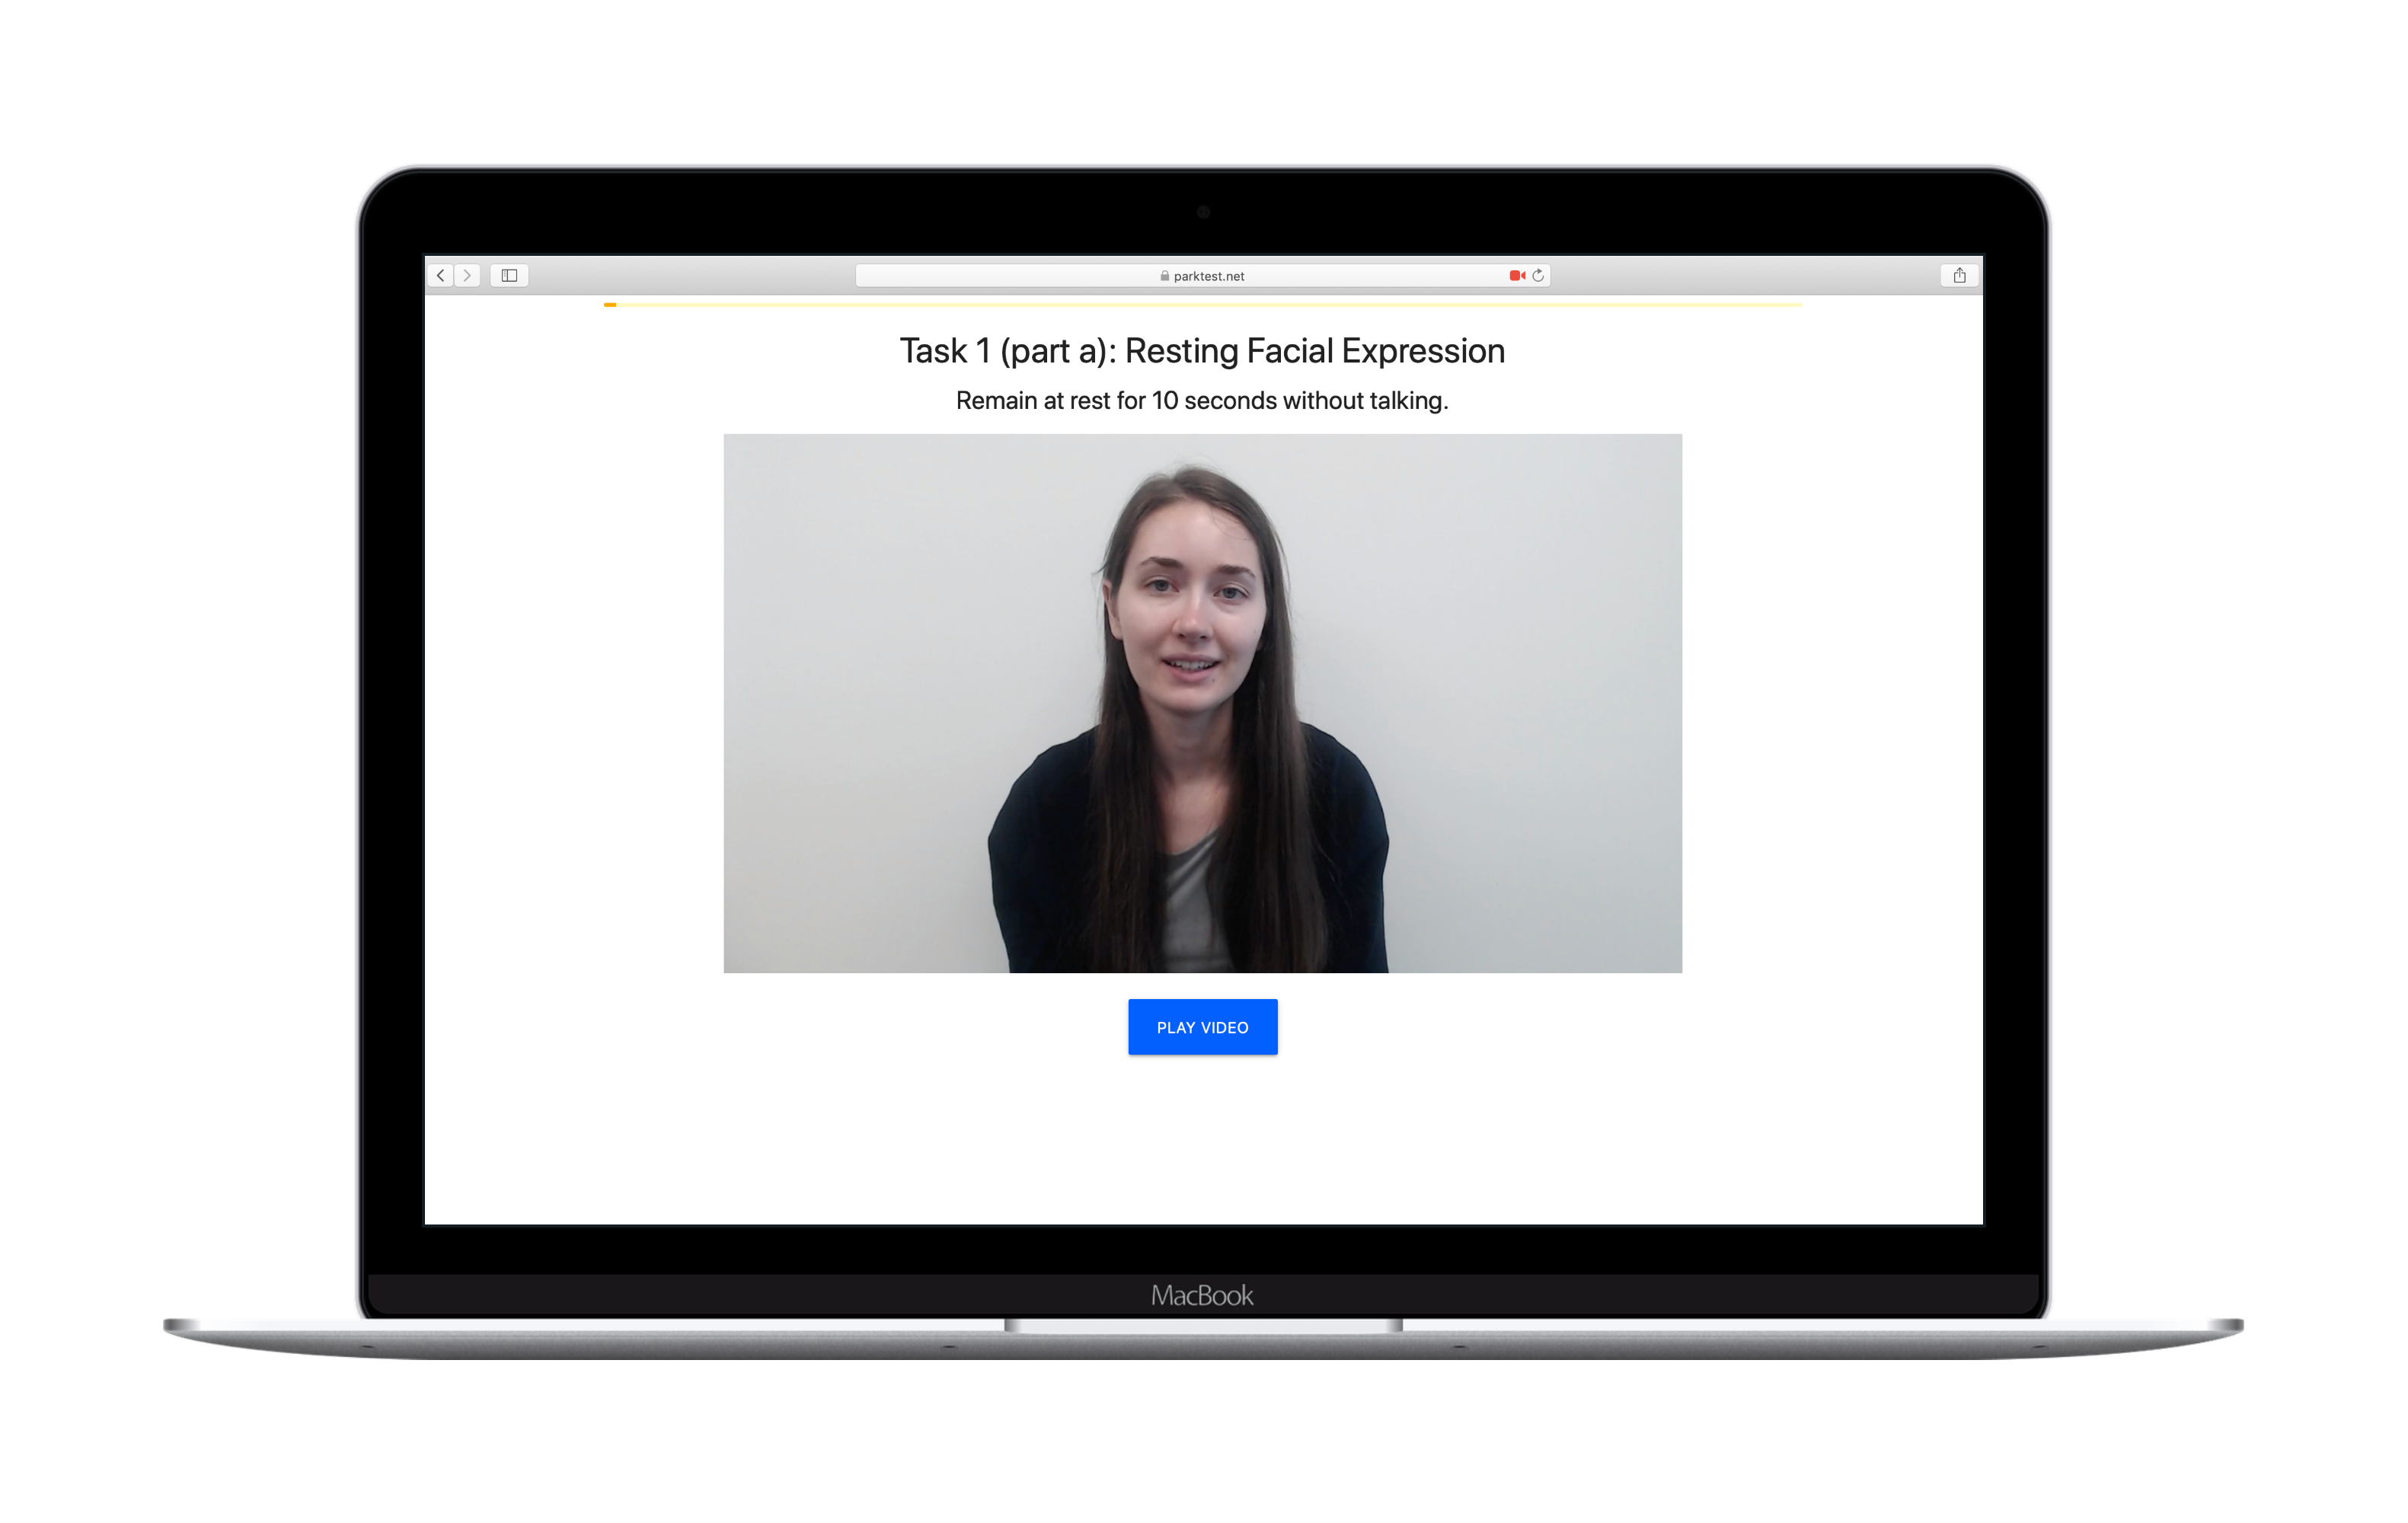 parktest.net
Task 1 (part a): Resting Facial Expression
Remain at rest for 10 seconds without talking.
PLAY VIDEO
MacBook